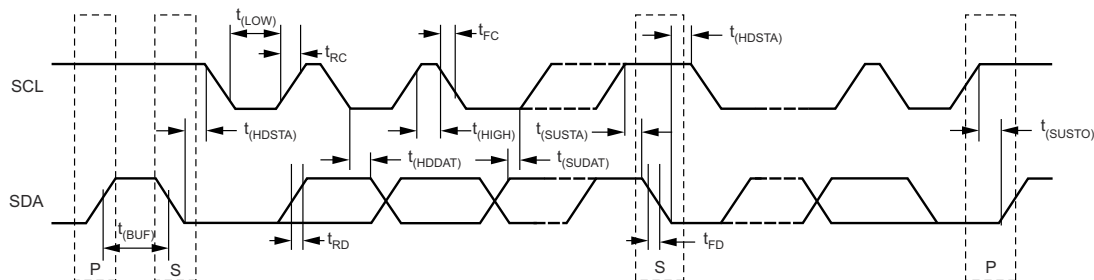 t(LOW)
tRC
tFC
t(HDSTA)
SCL
t(HDSTA)
t(HIGH)
t(SUSTA)
t(SUSTO)
t(HDDAT)
t(SUDAT)
SDA
t(BUF)
tRD
tFD
P
S
S
P